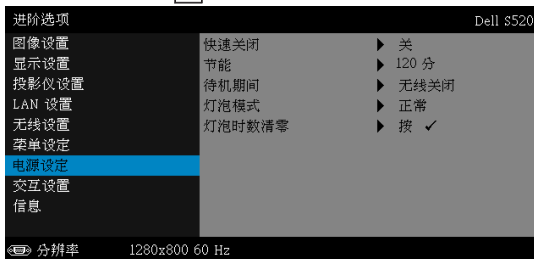 进阶选项 Dell S520
图像设置 快速关闭 ▶ 关
显示设置 节能 ▶ 120 分
投影仪设置 待机期间 ▶ 无线关闭
LAN 设置 灯泡模式 ▶ 正常
无线设置 灯泡时数清零 ▶ 按 ✓
菜单设定
电源设定
交互设置
信息
分辨率 1280x800 60 Hz